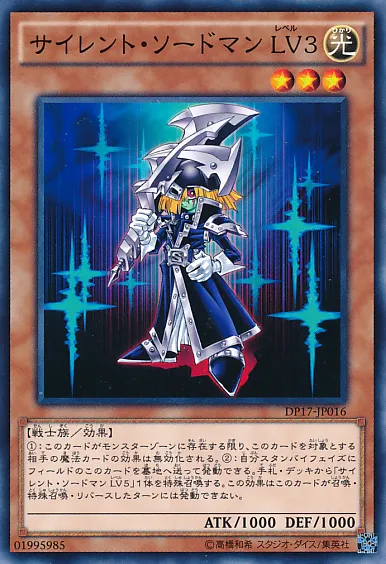 サイレント・ソードマン LV3
レベル
光
ひかり
DP17-JP016
【戦士族/効果】
①:このカードがモンスターゾーンに存在する限り、このカードを対象とする
相手の魔法カードの効果は無効化される。②:自分スタンバイフェイズに
フィールドのこのカードを墓地へ送って発動できる。手札・デッキから「サイ
レント・ソードマン LV5」1体を特殊召喚する。この効果はこのカードが召喚・
特殊召喚・リバースしたターンには発動できない。
ATK/1000 DEF/1000
01995985
©高橋和希 スタジオ・ダイス/集英社